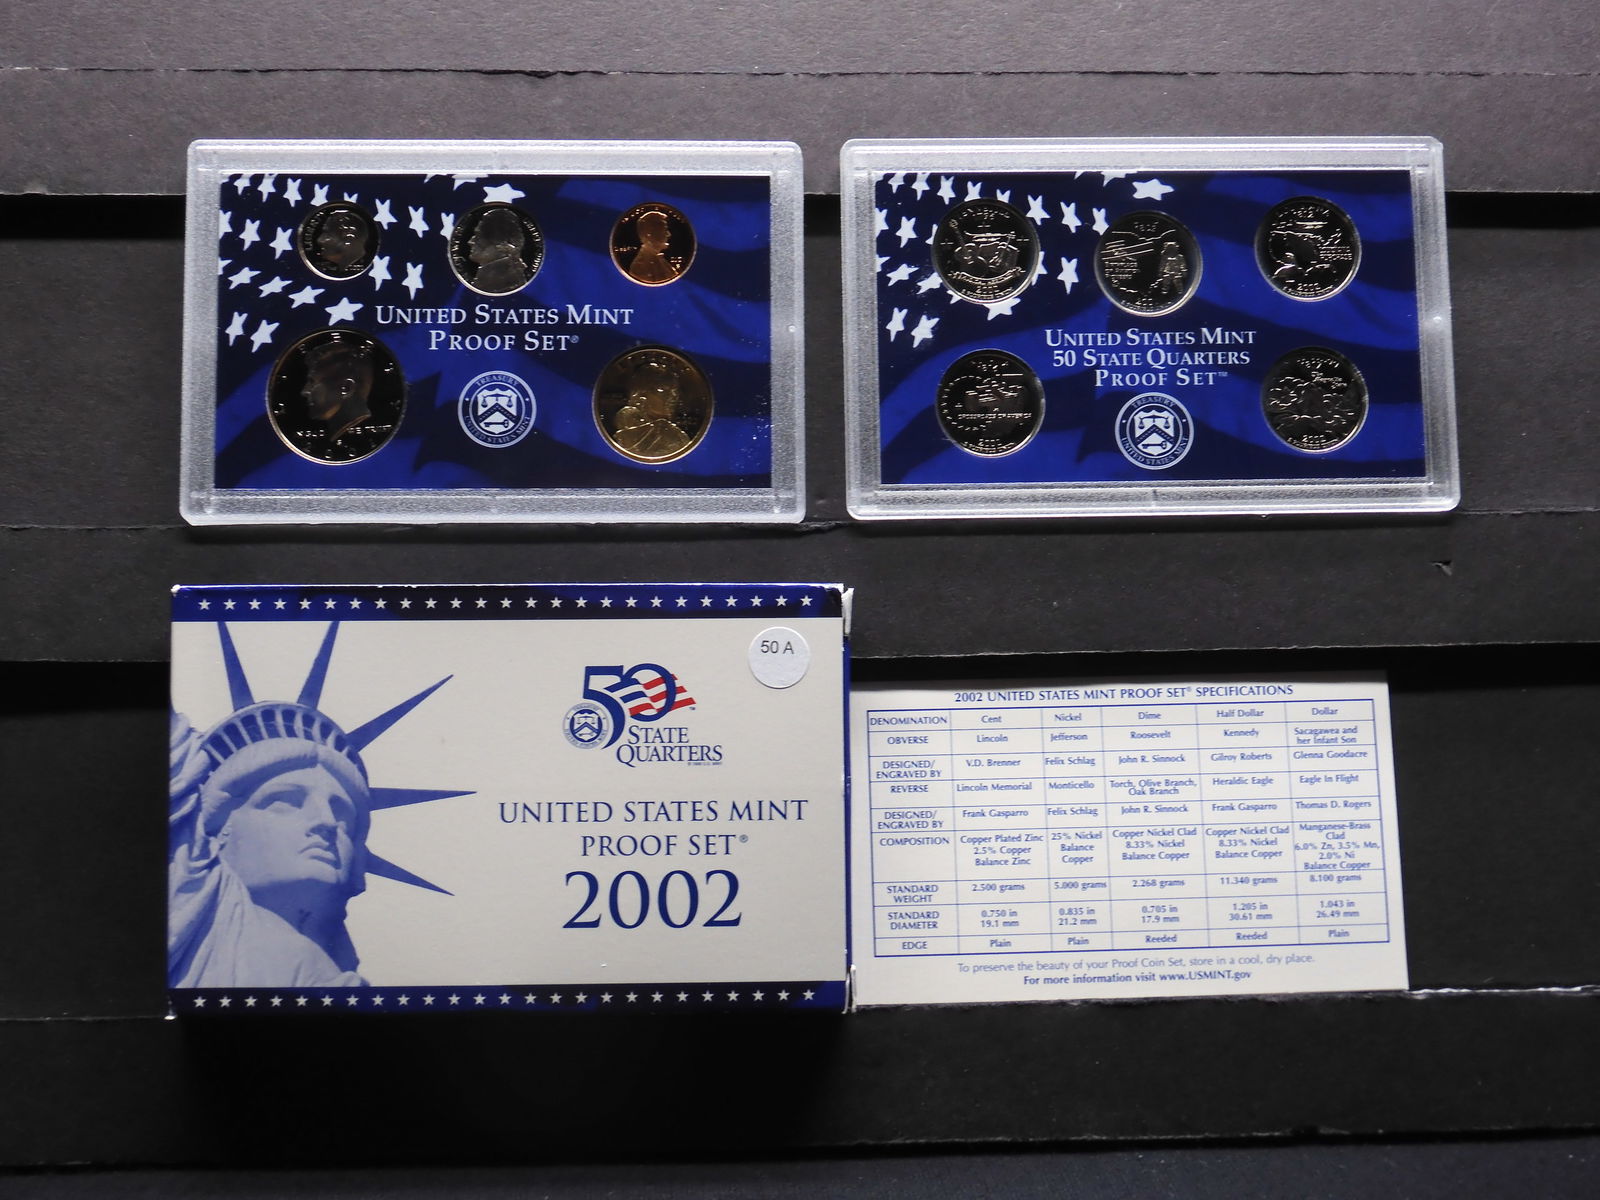 UNITED STATES MINT
PROOF SET®
UNITED STATES MINT
50 STATE QUARTERS
PROOF SET™
50 A
50
STATE
QUARTERS
UNITED STATES MINT
PROOF SET®
2002
2002 UNITED STATES MINT PROOF SET® SPECIFICATIONS
DENOMINATION Cent Nickel Dime Half Dollar Dollar
OBVERSE Lincoln Jefferson Roosevelt Kennedy Sacagawea and her Infant Son
DESIGNED/ ENGRAVED BY V.D. Brenner Felix Schlag John R. Sinnock Gilroy Roberts Glenna Goodacre
REVERSE Lincoln Memorial Monticello Torch, Olive Branch, Oak Branch Heraldic Eagle Eagle In Flight
DESIGNED/ ENGRAVED BY Frank Gasparro Felix Schlag John R. Sinnock Frank Gasparro Thomas D. Rogers
COMPOSITION Copper Plated Zinc 2.5% Copper Balance Zinc 25% Nickel Balance Copper Copper Nickel Clad 8.33% Nickel Balance Copper Copper Nickel Clad 8.33% Nickel Balance Copper Manganese-Brass Clad 6.0% Zn, 3.5% Mn, 2.0% Ni Balance Copper
STANDARD WEIGHT 2.500 grams 5.000 grams 2.268 grams 11.340 grams 8.100 grams
STANDARD DIAMETER 0.750 in 19.1 mm 0.835 in 21.2 mm 0.705 in 17.9 mm 1.205 in 30.61 mm 1.043 in 26.49 mm
EDGE Plain Plain Reeded Reeded Plain
To preserve the beauty of your Proof Coin Set, store in a cool, dry place.
For more information visit www.USMINT.gov